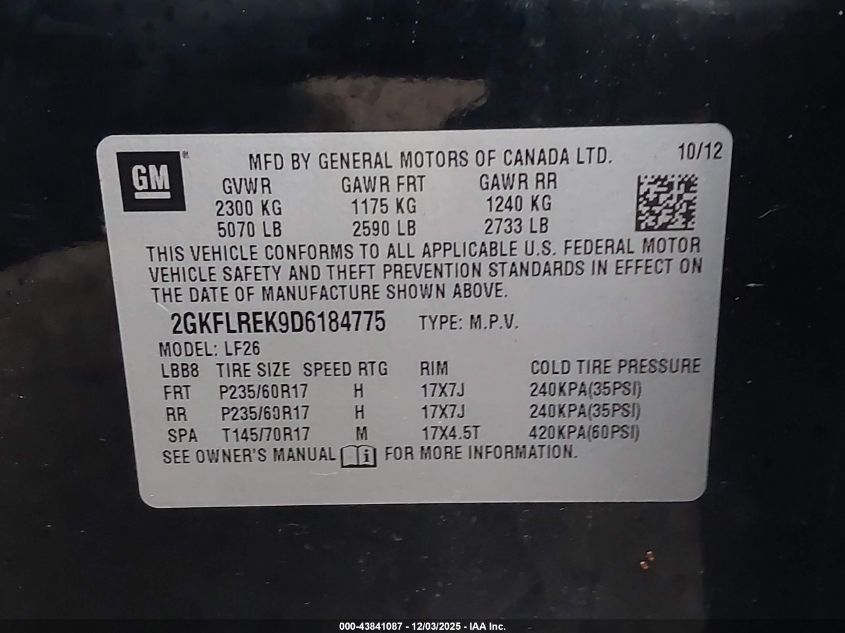 GM
MFD BY GENERAL MOTORS OF CANADA LTD. 10/12
GVWR GAWR FRT GAWR RR
2300 KG 1175 KG 1240 KG
5070 LB 2590 LB 2733 LB
THIS VEHICLE CONFORMS TO ALL APPLICABLE U.S. FEDERAL MOTOR
VEHICLE SAFETY AND THEFT PREVENTION STANDARDS IN EFFECT ON
THE DATE OF MANUFACTURE SHOWN ABOVE.
2GKFLREK9D6184775 TYPE: M.P.V.
MODEL: LF26
LBB8 TIRE SIZE SPEED RTG RIM COLD TIRE PRESSURE
FRT P235/60R17 H 17X7J 240KPA(35PSI)
RR P235/60R17 H 17X7J 240KPA(35PSI)
SPA T145/70R17 M 17X4.5T 420KPA(60PSI)
SEE OWNER'S MANUAL i FOR MORE INFORMATION.
000-43841087 - 12/03/2025 - IAA Inc.